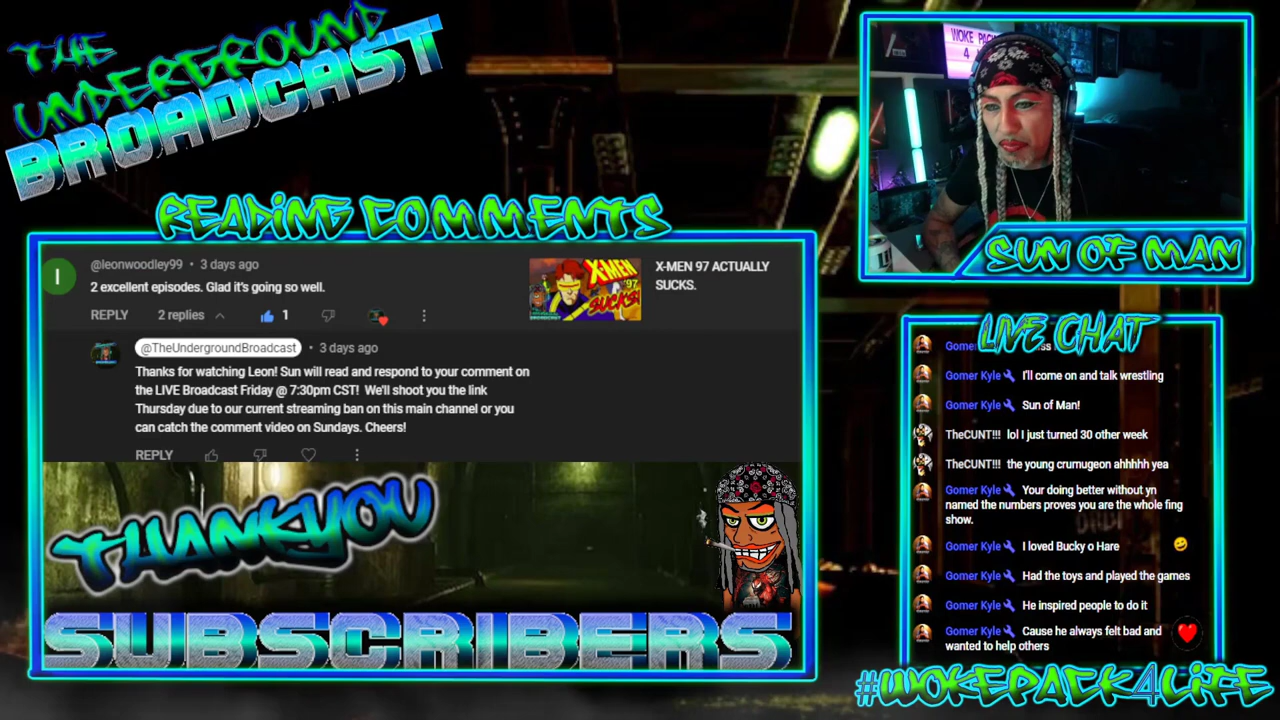 THE
UNDERGROUND
BROADCAST
WOKE PAC
4
READING COMMENTS
I
@leonwoodley99 • 3 days ago
2 excellent episodes. Glad it's going so well.
REPLY 2 replies 1
X-MEN '97
SUCKS!
X-MEN 97 ACTUALLY
SUCKS.
@TheUndergroundBroadcast • 3 days ago
Thanks for watching Leon! Sun will read and respond to your comment on
the LIVE Broadcast Friday @ 7:30pm CST! We'll shoot you the link
Thursday due to our current streaming ban on this main channel or you
can catch the comment video on Sundays. Cheers!
REPLY
THANKYOU
SUBSCRIBERS
SUN OF MAN
LIVE CHAT
Gomer
Gomer Kyle I'll come on and talk wrestling
Gomer Kyle Sun of Man!
TheCUNT!!! lol I just turned 30 other week
TheCUNT!!! the young crumugeon ahhhhh yea
Gomer Kyle Your doing better without yn
named the numbers proves you are the whole fing
show.
Gomer Kyle I loved Bucky o Hare
Gomer Kyle Had the toys and played the games
Gomer Kyle He inspired people to do it
Gomer Kyle Cause he always felt bad and
wanted to help others
#WOKEPACK4LIFE